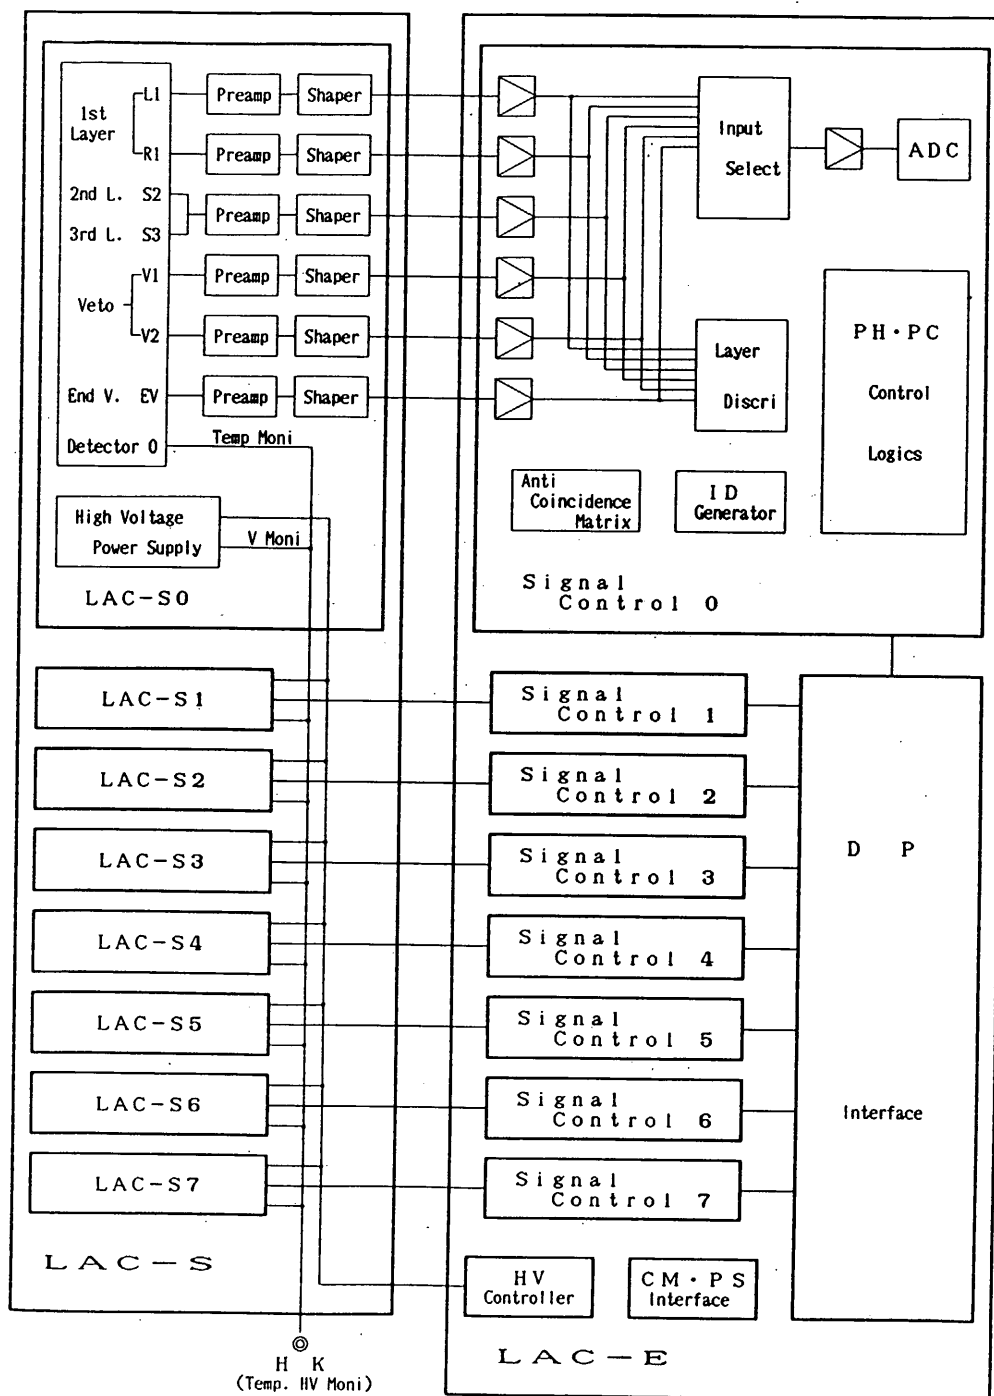 1st
Layer
L1
R1
2nd L. S2
3rd L. S3
V1
Veto
V2
End V. EV
Detector 0
Preamp
Shaper
Preamp
Shaper
Preamp
Shaper
Preamp
Shaper
Preamp
Shaper
Preamp
Shaper
Temp Moni
High Voltage
Power Supply
V Moni
LAC-S0
Input
Select
ADC
Layer
Discri
PH・PC
Control
Logics
Anti
Coincidence
Matrix
ID
Generator
Signal
Control 0
LAC-S1
LAC-S2
LAC-S3
LAC-S4
LAC-S5
LAC-S6
LAC-S7
LAC-S
Signal
Control 1
Signal
Control 2
Signal
Control 3
Signal
Control 4
Signal
Control 5
Signal
Control 6
Signal
Control 7
D P
Interface
HV
Controller
CM・PS
Interface
LAC-E
H K
(Temp. HV Moni)